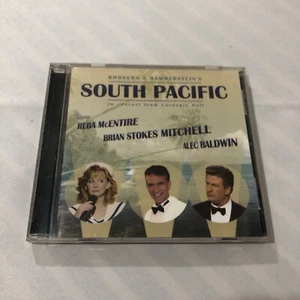 RODGERS & HAMMERSTEIN'S
SOUTH PACIFIC
In Concert from Carnegie Hall
REBA McENTIRE
BRIAN STOKES MITCHELL
ALEC BALDWIN